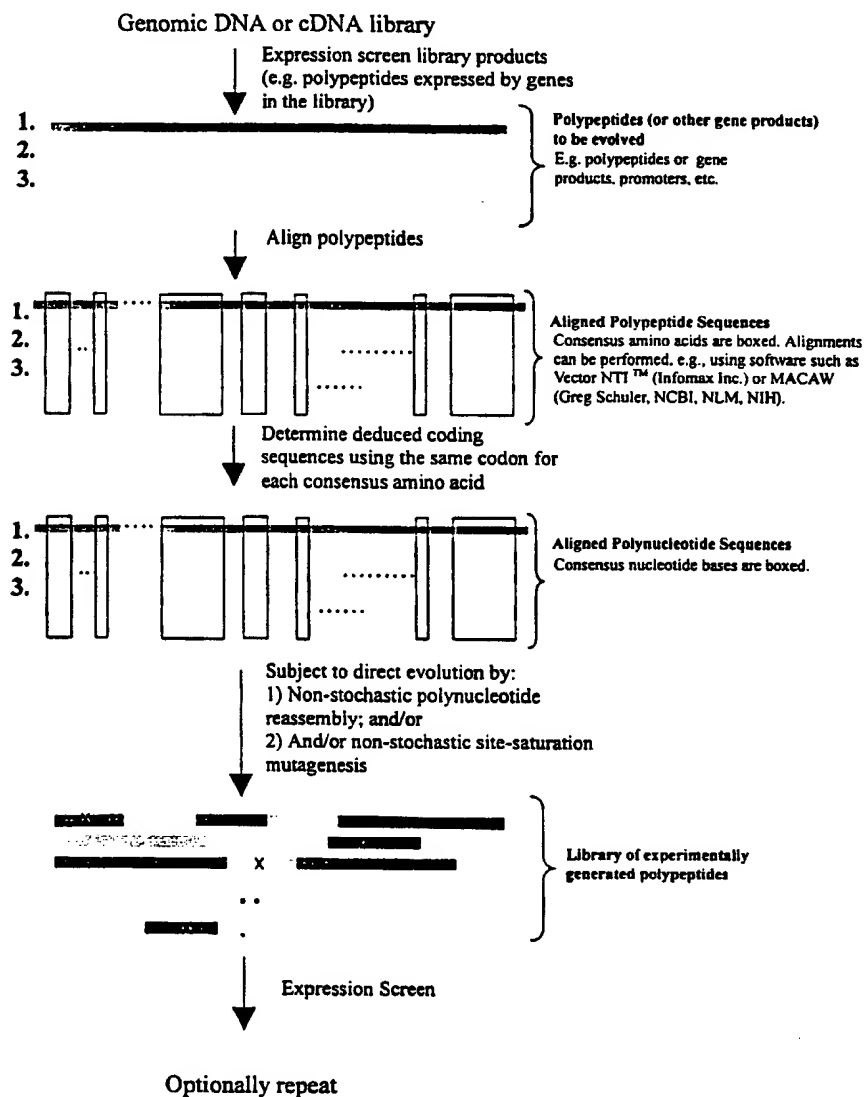 Genomic DNA or cDNA library
Expression screen library products
(e.g. polypeptides expressed by genes
in the library)
1.
2.
3.
Polypeptides (or other gene products)
to be evolved
E.g. polypeptides or gene
products, promoters, etc.
Align polypeptides
1.
2.
3.
Aligned Polypeptide Sequences
Consensus amino acids are boxed. Alignments
can be performed, e.g., using software such as
Vector NTI ™ (Infomax Inc.) or MACAW
(Greg Schuler, NCBI, NLM, NIH).
Determine deduced coding
sequences using the same codon for
each consensus amino acid
1.
2.
3.
Aligned Polynucleotide Sequences
Consensus nucleotide bases are boxed.
Subject to direct evolution by:
1) Non-stochastic polynucleotide
reassembly; and/or
2) And/or non-stochastic site-saturation
mutagenesis
x
Library of experimentally
generated polypeptides
Expression Screen
Optionally repeat